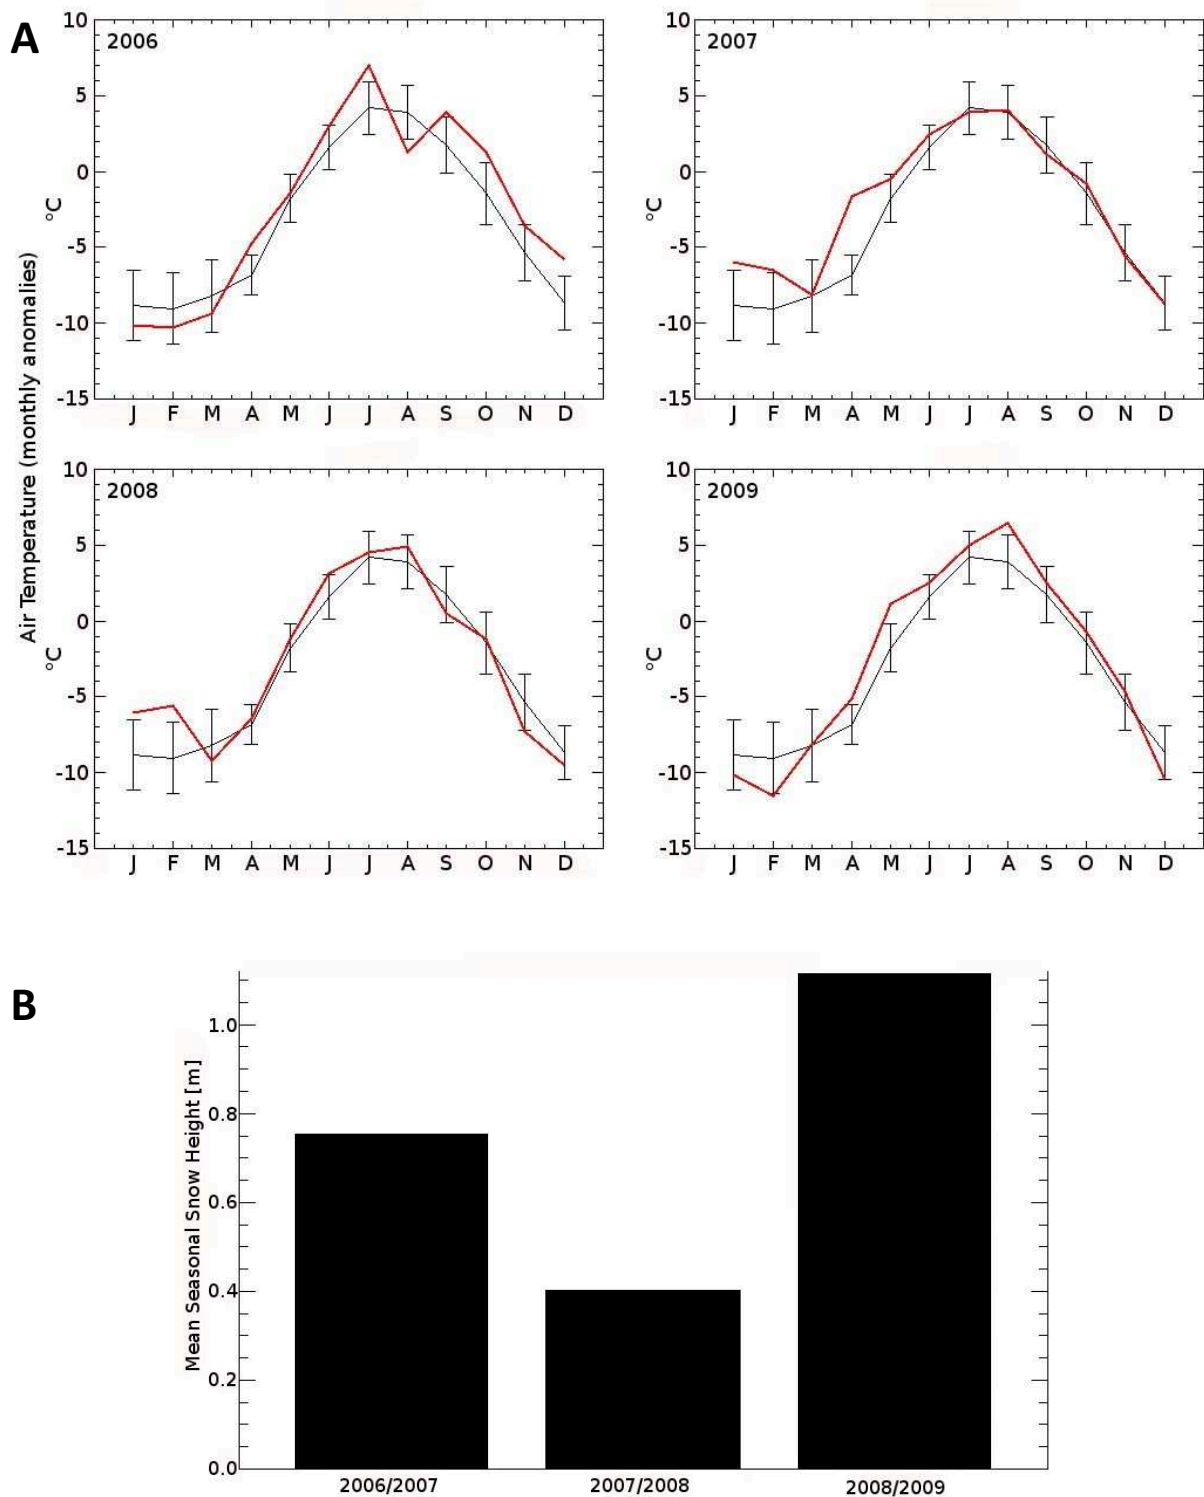 A
Air Temperature (monthly anomalies)
2006
10
5
0
-5
-10
-15
°C
J F M A M J J A S O N D
2007
10
5
0
-5
-10
-15
°C
J F M A M J J A S O N D
2008
10
5
0
-5
-10
-15
°C
J F M A M J J A S O N D
2009
10
5
0
-5
-10
-15
°C
J F M A M J J A S O N D
B
Mean Seasonal Snow Height [m]
1.0
0.8
0.6
0.4
0.2
0.0
2006/2007 2007/2008 2008/2009